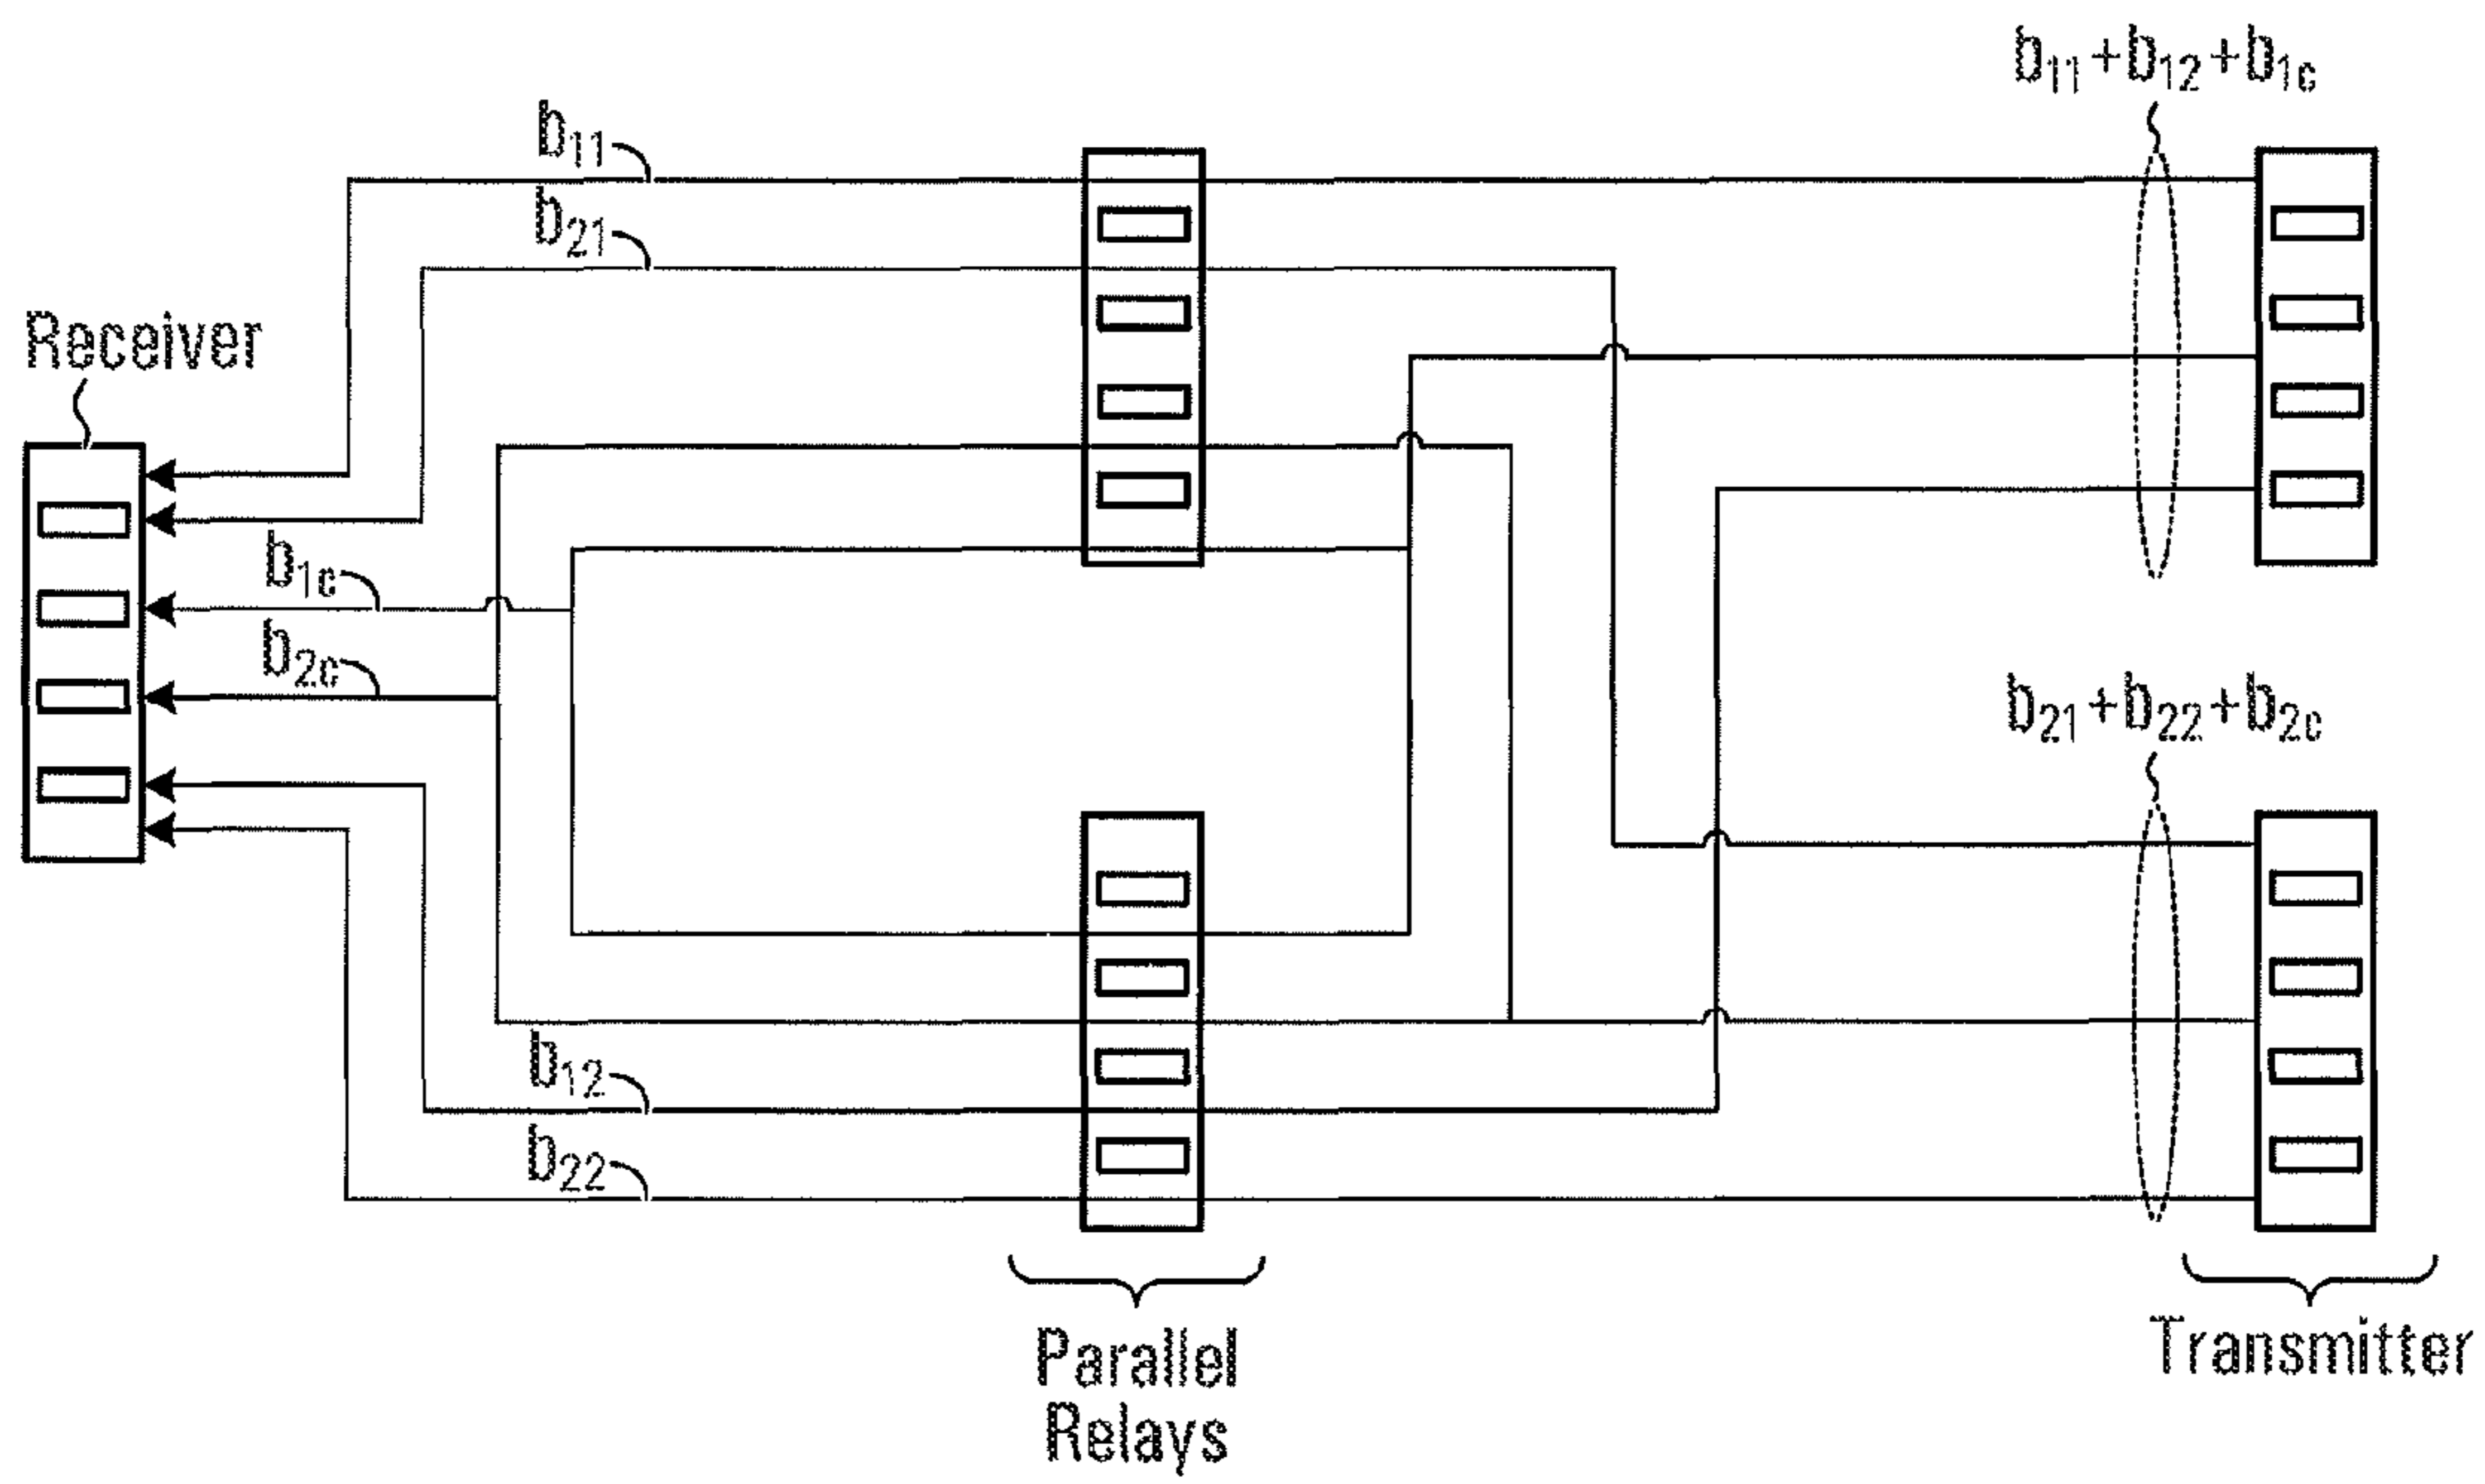 b11+b12+b1c
b11
b21
Receiver
b1c
b2c
b21+b22+b2c
b12
b22
Parallel
Relays
Transmitter